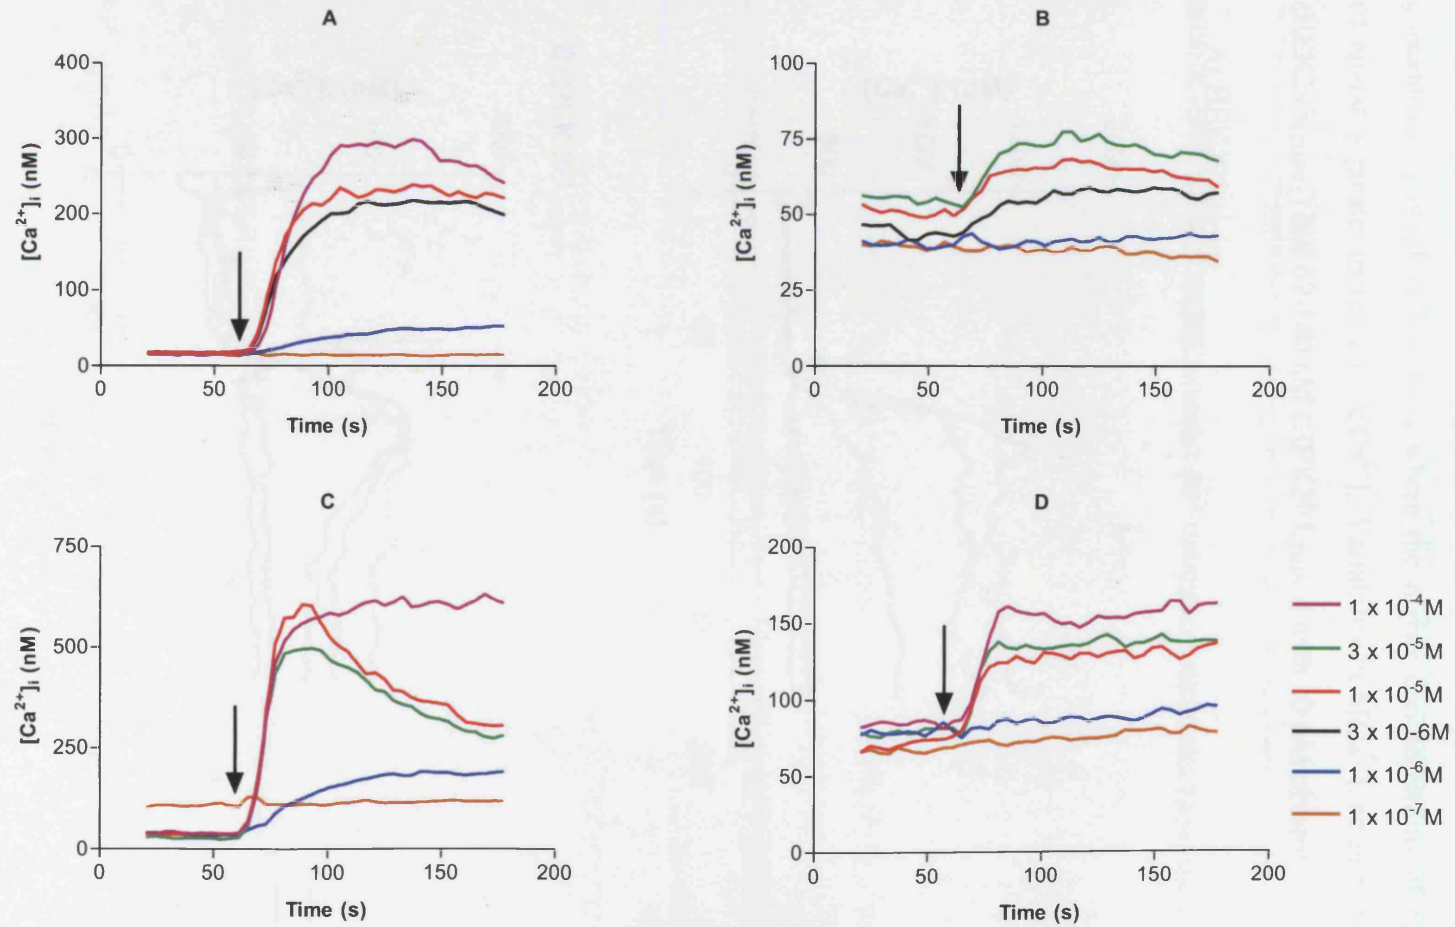 A
[Ca²⁺]ᵢ (nM)
400
300
200
100
0
0 50 100 150 200
Time (s)
B
[Ca²⁺]ᵢ (nM)
100
75
50
25
0
0 50 100 150 200
Time (s)
C
[Ca²⁺]ᵢ (nM)
750
500
250
0
0 50 100 150 200
Time (s)
D
[Ca²⁺]ᵢ (nM)
200
150
100
50
0
0 50 100 150 200
Time (s)
1 x 10⁻⁴M
3 x 10⁻⁵M
1 x 10⁻⁵M
3 x 10-6M
1 x 10⁻⁶M
1 x 10⁻⁷M